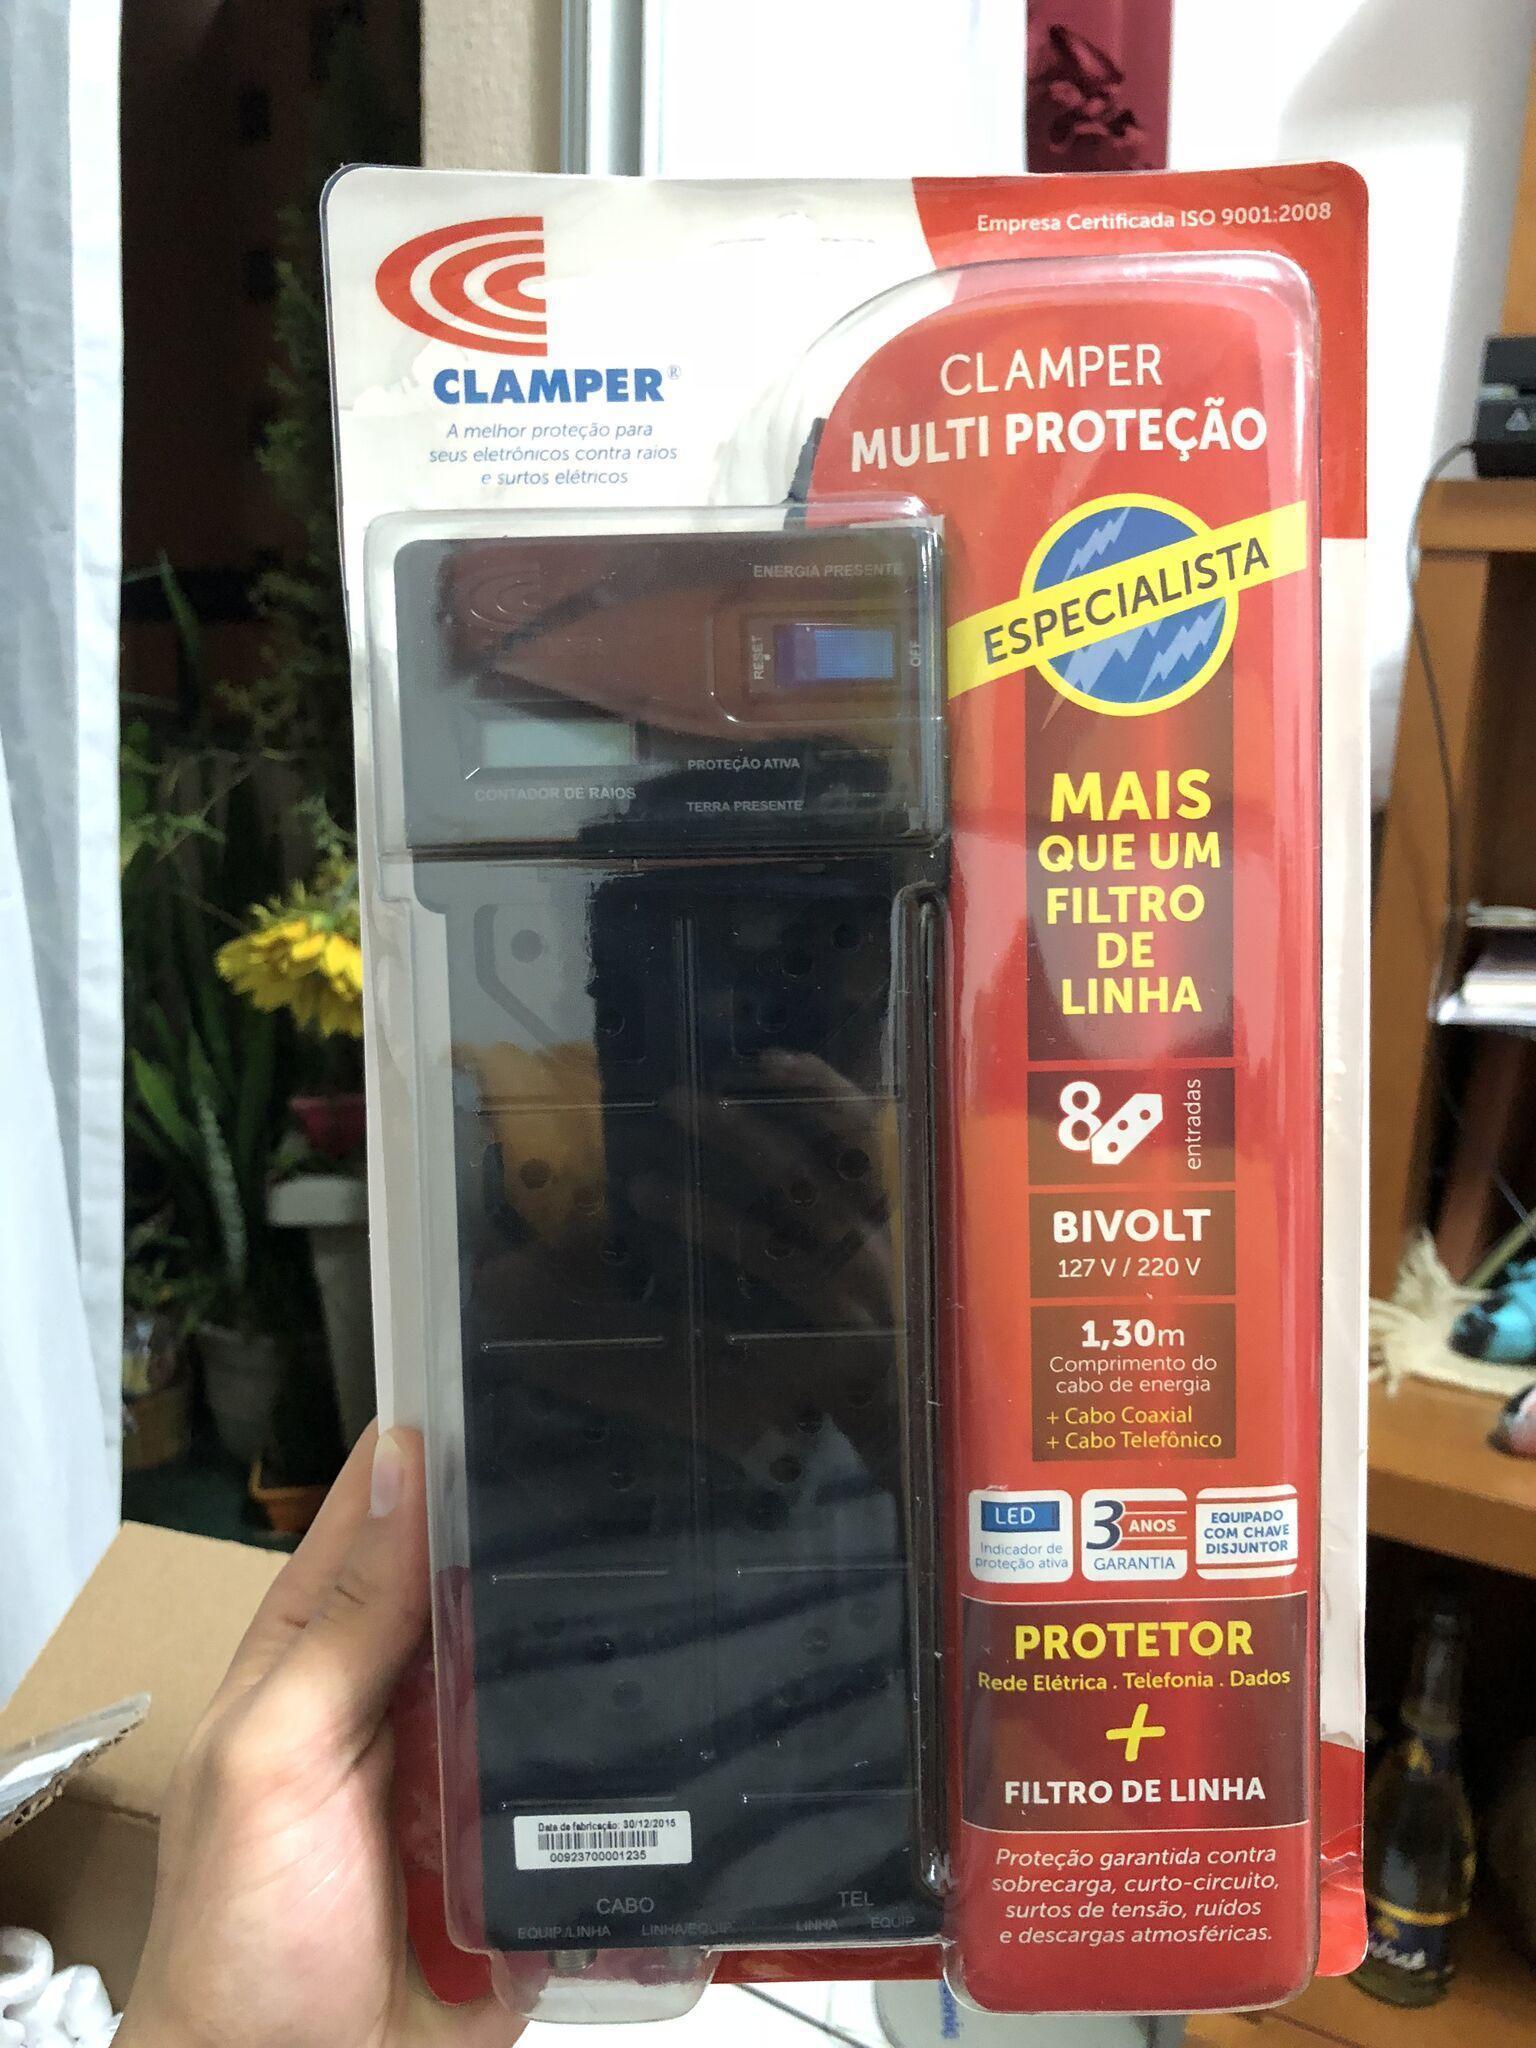 Empresa Certificada ISO 9001:2008
CLAMPER®
A melhor proteção para
seus eletrônicos contra raios
e surtos elétricos
CLAMPER
MULTI PROTEÇÃO
ESPECIALISTA
ENERGIA PRESENTE
RESET
OFF
PROTEÇÃO ATIVA
CONTADOR DE RAIOS
TERRA PRESENTE
MAIS
QUE UM
FILTRO
DE
LINHA
8
entradas
BIVOLT
127 V / 220 V
1,30m
Comprimento do
cabo de energia
+ Cabo Coaxial
+ Cabo Telefônico
LED
Indicador de
proteção ativa
3 ANOS
GARANTIA
EQUIPADO
COM CHAVE
DISJUNTOR
PROTETOR
Rede Elétrica . Telefonia . Dados
+
FILTRO DE LINHA
Proteção garantida contra
sobrecarga, curto-circuito,
surtos de tensão, ruídos
e descargas atmosféricas.
Data de fabricação: 30/12/2015
00923700001235
CABO
EQUIP./LINHA LINHA/EQUIP.
TEL
LINHA EQUIP